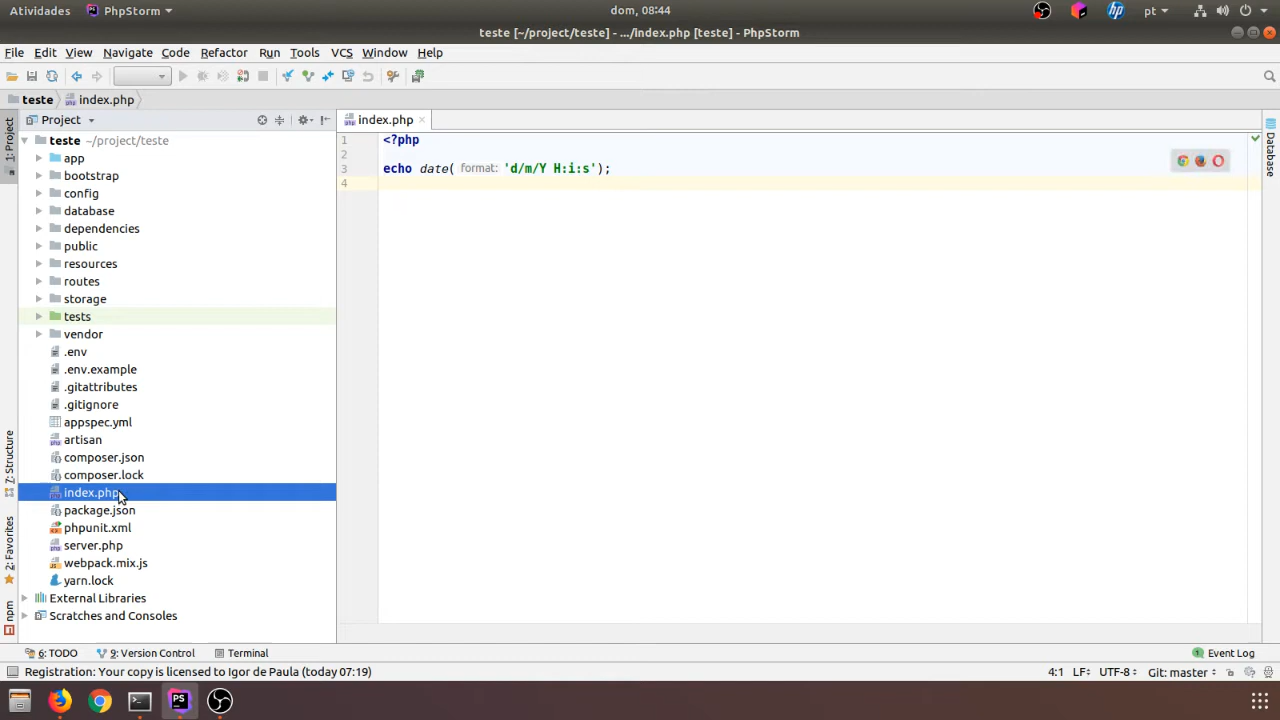 Atividades PhpStorm dom, 08:44 hp pt
teste [~/project/teste] - .../index.php [teste] - PhpStorm
File Edit View Navigate Code Refactor Run Tools VCS Window Help
teste index.php
Project index.php
1: Project
teste ~/project/teste
app
bootstrap
config
database
dependencies
public
resources
routes
storage
tests
vendor
.env
.env.example
.gitattributes
.gitignore
appspec.yml
artisan
composer.json
composer.lock
index.php
package.json
phpunit.xml
server.php
webpack.mix.js
yarn.lock
External Libraries
Scratches and Consoles
1 <?php
2
3 echo date( format: 'd/m/Y H:i:s');
4
Database
7: Structure
2: Favorites
npm
6: TODO 9: Version Control Terminal 1 Event Log
Registration: Your copy is licensed to Igor de Paula (today 07:19) 4:1 LF÷ UTF-8÷ Git: master÷
PS